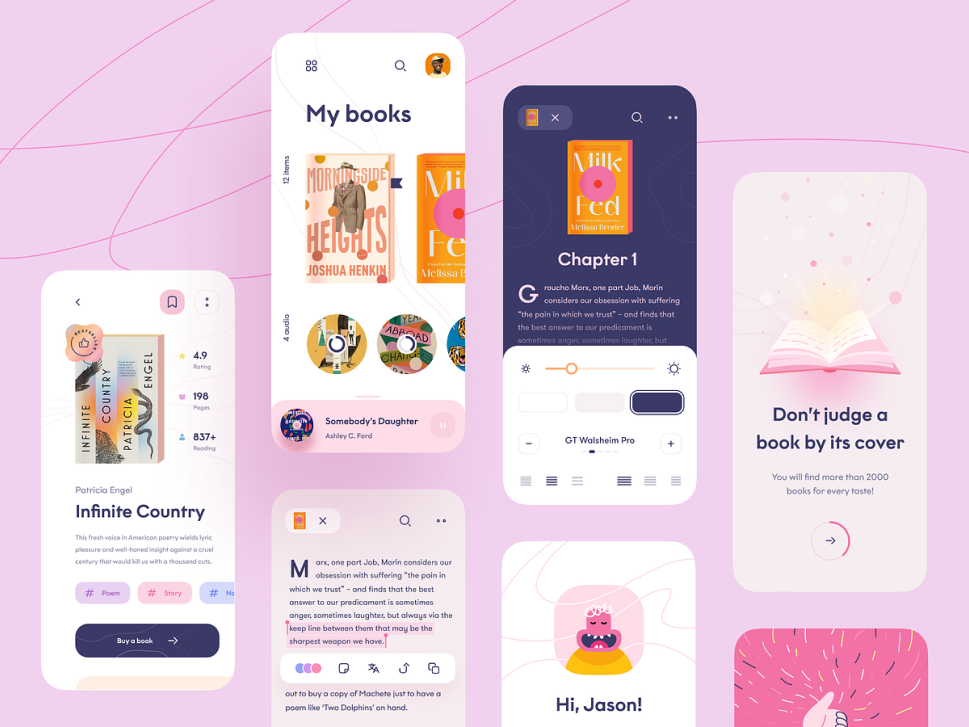 My books
12 items
MORNINGSIDE
HEIGHTS
JOSHUA HENKIN
Mi
Fe
Melissa B
4 audio
ABROAD
CHANGE
Somebody's Daughter
Ashley C. Ford
BESTSELLER
INFINITE
COUNTRY
PATRICIA
ENGEL
4.9
Rating
198
Pages
837+
Reading
Patricia Engel
Infinite Country
This fresh voice in American poetry wields lyric
pleasure and well-honed insight against a cruel
century that would kill us with a thousand cuts.
# Poem
# Story
# No
Buy a book
Marx, one part Job, Morin considers our
obsession with suffering “the pain in
which we trust” – and finds that the best
answer to our predicament is sometimes
anger, sometimes laughter, but always via the
keep line between them that may be the
sharpest weapon we have.
out to buy a copy of Machete just to have a
poem like ‘Two Dolphins’ on hand.
Milk
Fed
Melissa Broder
Chapter 1
Groucho Marx, one part Job, Morin
considers our obsession with suffering
“the pain in which we trust” – and finds that
the best answer to our predicament is
sometimes anger, sometimes laughter, but
GT Walsheim Pro
Hi, Jason!
Don't judge a
book by its cover
You will find more than 2000
books for every taste!